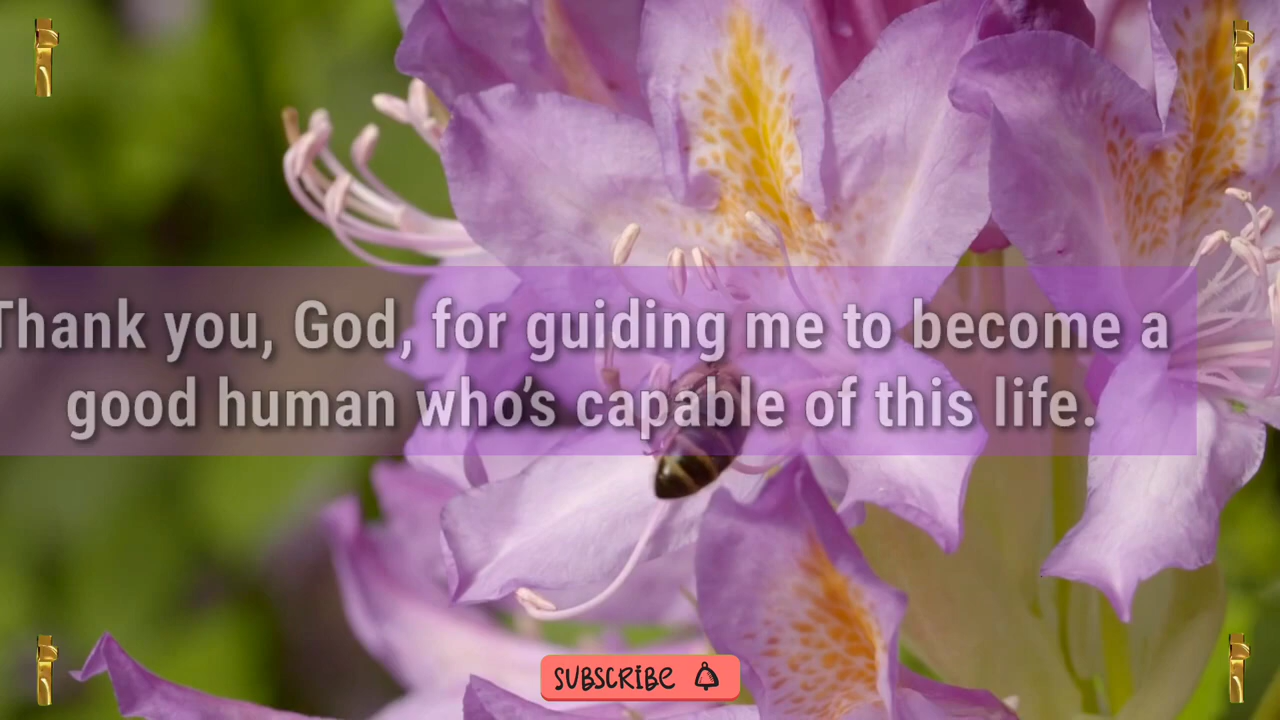 Thank you, God, for guiding me to become a
good human who's capable of this life.
SUBSCRIBE